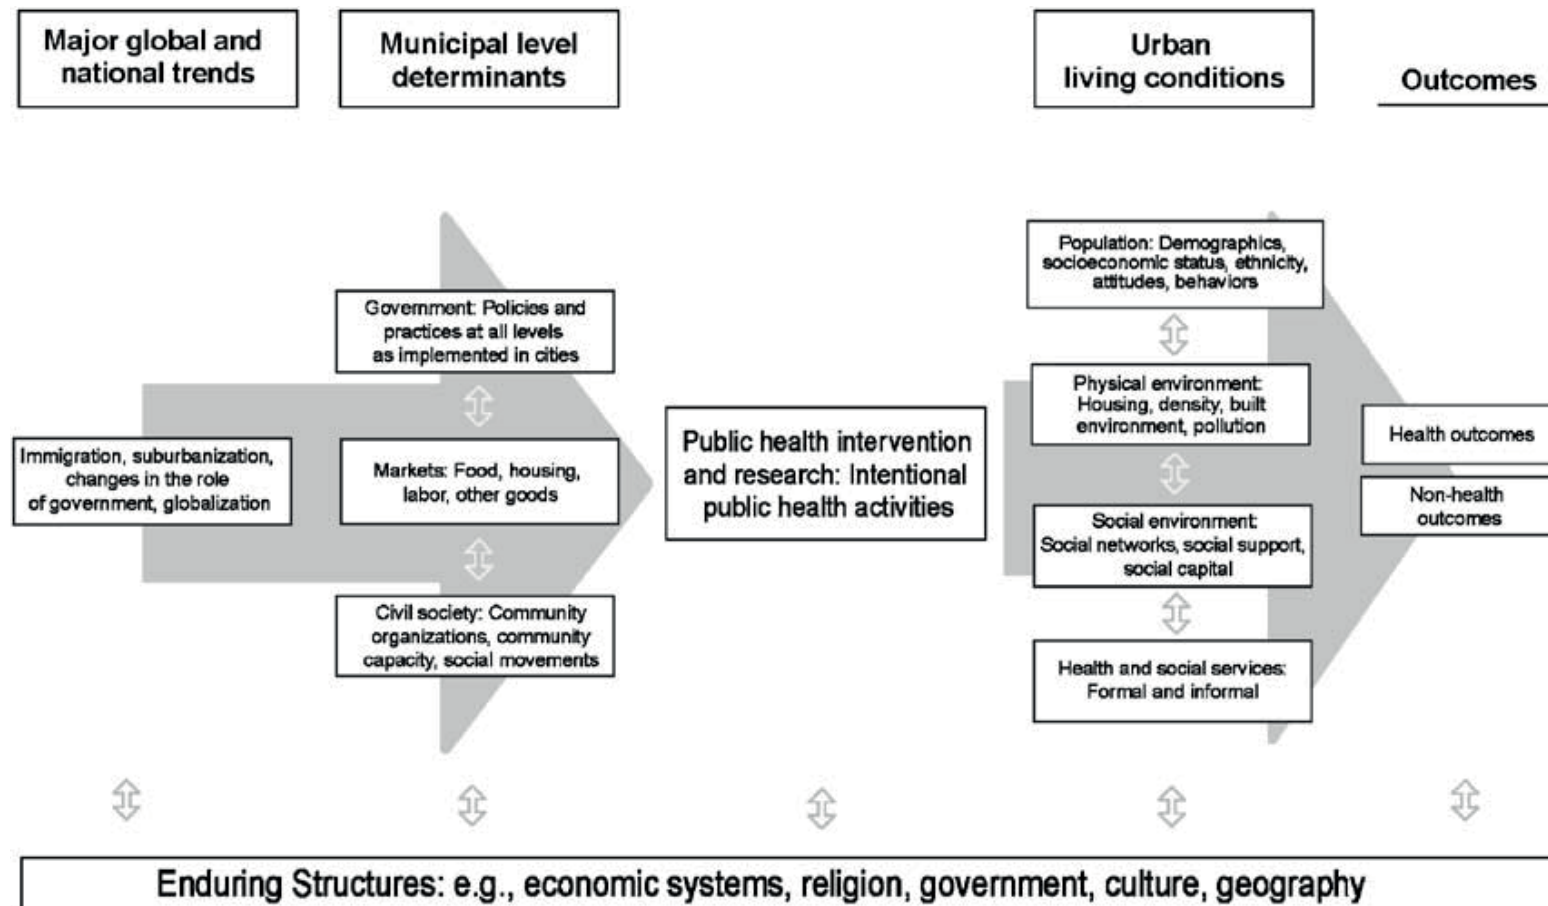 Major global and
national trends
Municipal level
determinants
Urban
living conditions
Outcomes
Immigration, suburbanization,
changes in the role
of government, globalization
Government: Policies and
practices at all levels
as implemented in cities
Markets: Food, housing,
labor, other goods
Civil society: Community
organizations, community
capacity, social movements
Public health intervention
and research: Intentional
public health activities
Population: Demographics,
socioeconomic status, ethnicity,
attitudes, behaviors
Physical environment:
Housing, density, built
environment, pollution
Social environment:
Social networks, social support,
social capital
Health and social services:
Formal and informal
Health outcomes
Non-health
outcomes
Enduring Structures: e.g., economic systems, religion, government, culture, geography